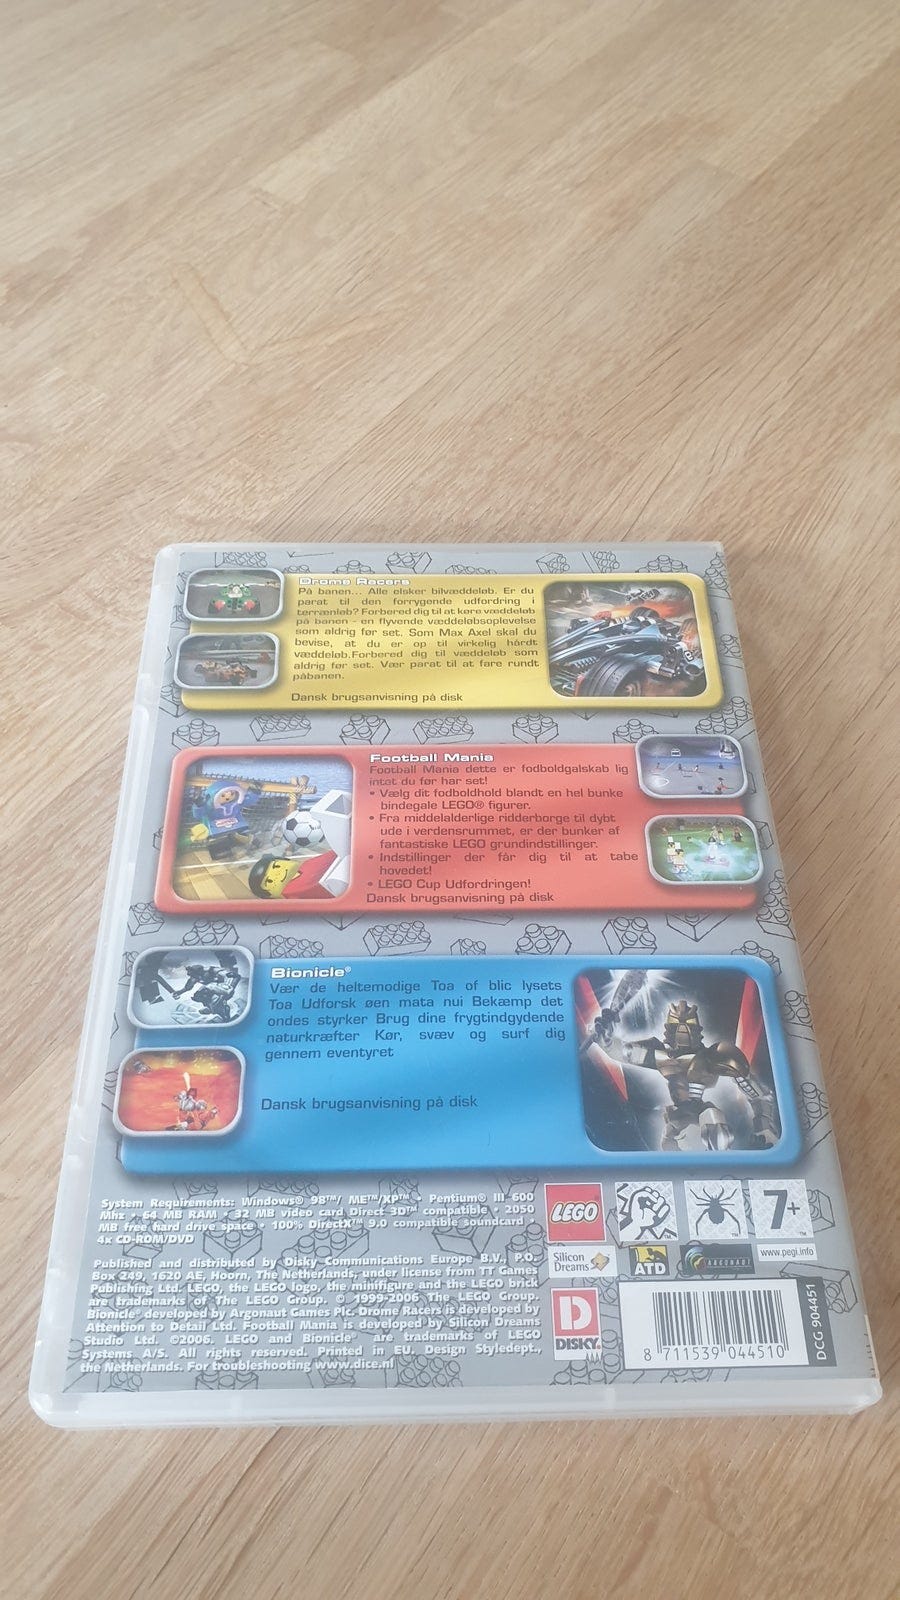 Drome Racers
På banen... Alle elsker bilvæddeløb. Er du
parat til den forrygende udfordring i
terrænløb? Forbered dig til at køre væddeløb
på banen - en flyvende væddeløbsoplevelse
som aldrig før set. Som Max Axel skal du
bevise, at du er op til virkelig hårdt
væddeløb.Forbered dig til væddeløb som
aldrig før set. Vær parat til at fare rundt
påbanen.
Dansk brugsanvisning på disk
Football Mania
Football Mania dette er fodboldgalskab lig
intet du før har set!
• Vælg dit fodboldhold blandt en hel bunke
bindegale LEGO® figurer.
• Fra middelalderlige ridderborge til dybt
ude i verdensrummet, er der bunker af
fantastiske LEGO grundindstillinger.
• Indstillinger der får dig til at tabe
hovedet!
• LEGO Cup Udfordringen!
Dansk brugsanvisning på disk
Bionicle®
Vær de heltemodige Toa of blic lysets
Toa Udforsk øen mata nui Bekæmp det
ondes styrker Brug dine frygtindgydende
naturkræfter Kør, svæv og surf dig
gennem eventyret
Dansk brugsanvisning på disk
System Requirements: Windows® 98™/ ME™/XP™ • Pentium® III 600
Mhz • 64 MB RAM • 32 MB video card Direct 3D™ compatible • 2050
MB free hard drive space • 100% DirectX™ 9.0 compatible soundcard •
4x CD-ROM/DVD
Published and distributed by Disky Communications Europe B.V., P.O.
Box 249, 1620 AE, Hoorn, The Netherlands, under license from TT Games
Publishing Ltd. LEGO, the LEGO logo, the minifigure and the LEGO brick
are trademarks of The LEGO Group. © 1999-2006 The LEGO Group.
Bionicle® developed by Argonaut Games Plc. Drome Racers is developed by
Attention to Detail Ltd. Football Mania is developed by Silicon Dreams
Studio Ltd. ©2006. LEGO and Bionicle® are trademarks of LEGO
Systems A/S. All rights reserved. Printed in EU. Design Styledept.,
the Netherlands. For troubleshooting www.dice.nl
LEGO
7+
Silicon
Dreams
ATD
ARGONAUT
www.pegi.info
D
DISKY
8 711539 044510
DCG 904451